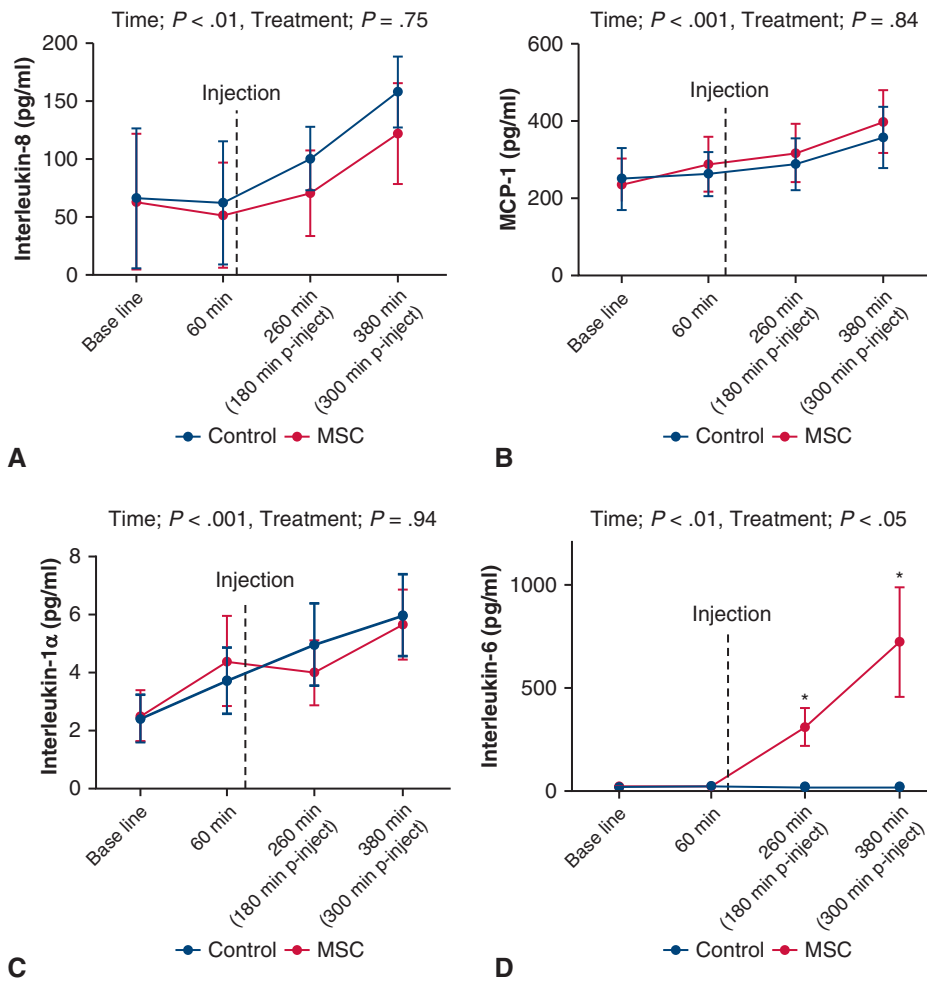 Time; P < .01, Treatment; P = .75
Interleukin-8 (pg/ml)
200
150
100
50
0
Injection
Base line
60 min
260 min
(180 min p-inject)
380 min
(300 min p-inject)
Control MSC
A
Time; P < .001, Treatment; P = .84
MCP-1 (pg/ml)
600
400
200
0
Injection
Base line
60 min
260 min
(180 min p-inject)
380 min
(300 min p-inject)
Control MSC
B
Time; P < .001, Treatment; P = .94
Interleukin-1α (pg/ml)
8
6
4
2
0
Injection
Base line
60 min
260 min
(180 min p-inject)
380 min
(300 min p-inject)
Control MSC
C
Time; P < .01, Treatment; P < .05
Interleukin-6 (pg/ml)
1000
500
0
Injection
*
*
Base line
60 min
260 min
(180 min p-inject)
380 min
(300 min p-inject)
Control MSC
D